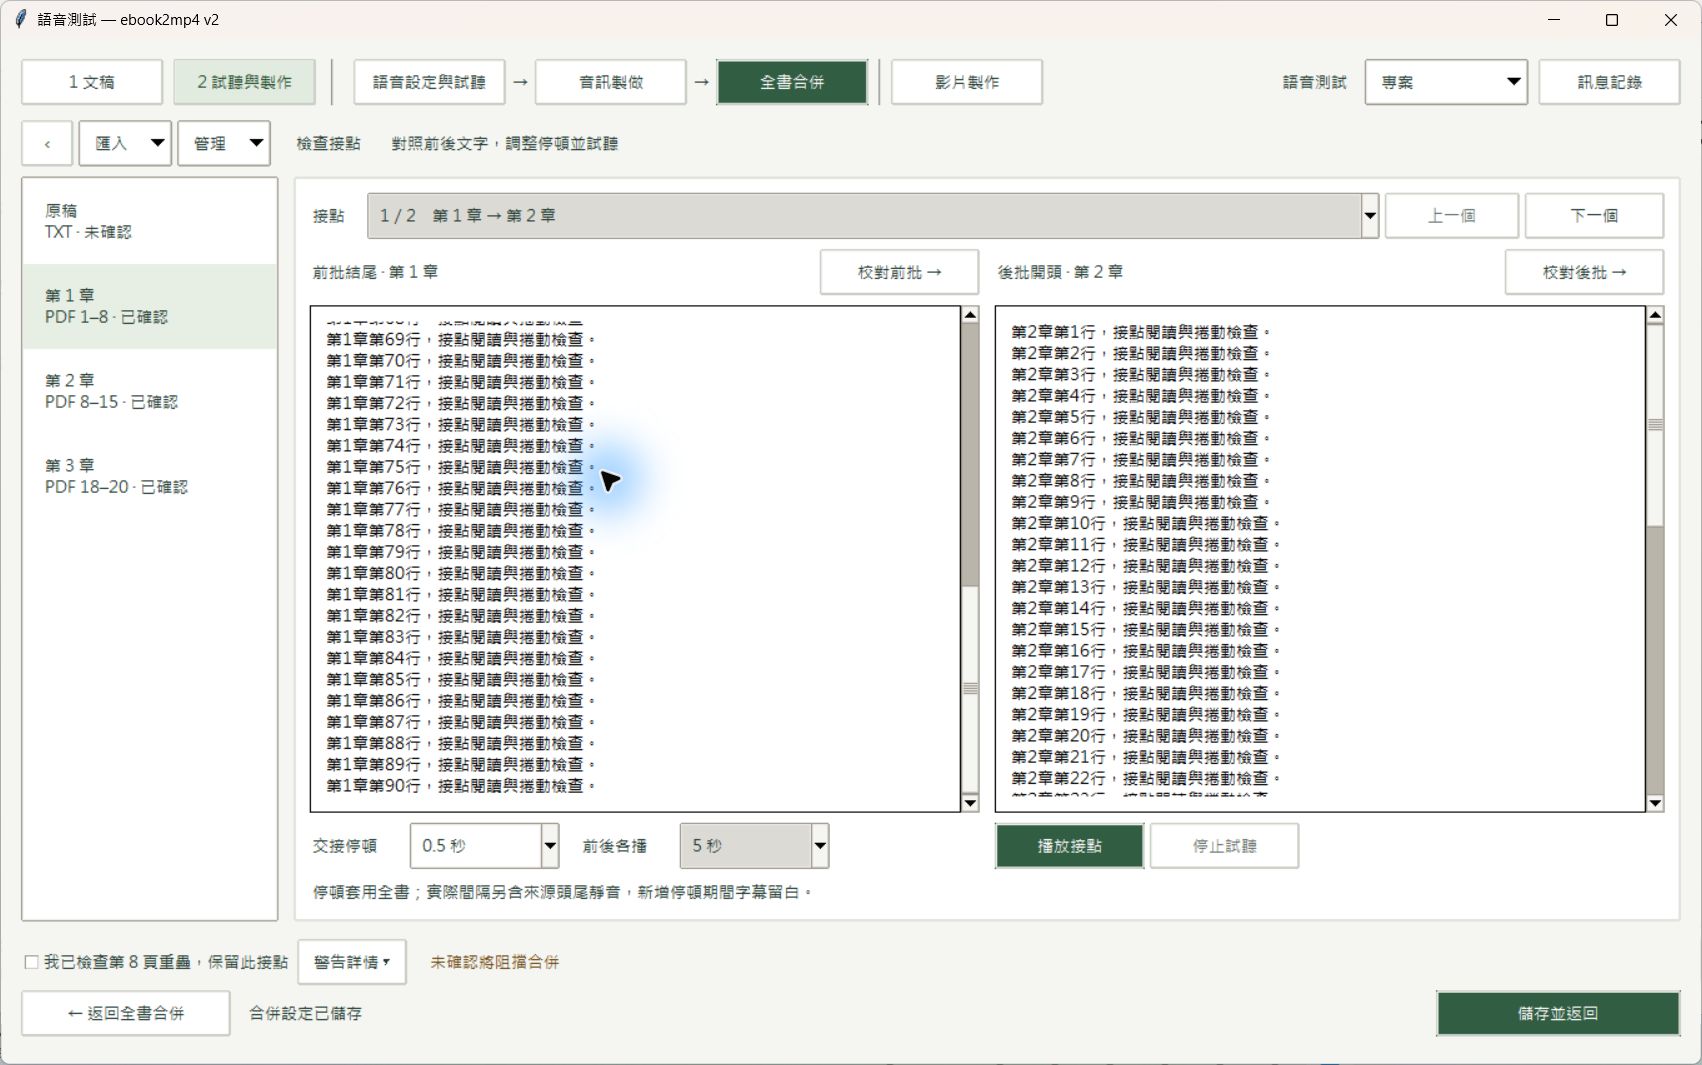 語音測試 — ebook2mp4 v2
1 文稿
2 試聽與製作
語音設定與試聽
→
音訊製做
→
全書合併
影片製作
語音測試
專案
訊息記錄
‹
匯入
管理
檢查接點
對照前後文字，調整停頓並試聽
原稿
TXT · 未確認
第 1 章
PDF 1–8 · 已確認
第 2 章
PDF 8–15 · 已確認
第 3 章
PDF 18–20 · 已確認
接點
1 / 2 第 1 章 → 第 2 章
上一個
下一個
前批結尾 · 第 1 章
校對前批 →
第1章第69行，接點閱讀與捲動檢查。
第1章第70行，接點閱讀與捲動檢查。
第1章第71行，接點閱讀與捲動檢查。
第1章第72行，接點閱讀與捲動檢查。
第1章第73行，接點閱讀與捲動檢查。
第1章第74行，接點閱讀與捲動檢查。
第1章第75行，接點閱讀與捲動檢查。
第1章第76行，接點閱讀與捲動檢查。
第1章第77行，接點閱讀與捲動檢查。
第1章第78行，接點閱讀與捲動檢查。
第1章第79行，接點閱讀與捲動檢查。
第1章第80行，接點閱讀與捲動檢查。
第1章第81行，接點閱讀與捲動檢查。
第1章第82行，接點閱讀與捲動檢查。
第1章第83行，接點閱讀與捲動檢查。
第1章第84行，接點閱讀與捲動檢查。
第1章第85行，接點閱讀與捲動檢查。
第1章第86行，接點閱讀與捲動檢查。
第1章第87行，接點閱讀與捲動檢查。
第1章第88行，接點閱讀與捲動檢查。
第1章第89行，接點閱讀與捲動檢查。
第1章第90行，接點閱讀與捲動檢查。
後批開頭 · 第 2 章
校對後批 →
第2章第1行，接點閱讀與捲動檢查。
第2章第2行，接點閱讀與捲動檢查。
第2章第3行，接點閱讀與捲動檢查。
第2章第4行，接點閱讀與捲動檢查。
第2章第5行，接點閱讀與捲動檢查。
第2章第6行，接點閱讀與捲動檢查。
第2章第7行，接點閱讀與捲動檢查。
第2章第8行，接點閱讀與捲動檢查。
第2章第9行，接點閱讀與捲動檢查。
第2章第10行，接點閱讀與捲動檢查。
第2章第11行，接點閱讀與捲動檢查。
第2章第12行，接點閱讀與捲動檢查。
第2章第13行，接點閱讀與捲動檢查。
第2章第14行，接點閱讀與捲動檢查。
第2章第15行，接點閱讀與捲動檢查。
第2章第16行，接點閱讀與捲動檢查。
第2章第17行，接點閱讀與捲動檢查。
第2章第18行，接點閱讀與捲動檢查。
第2章第19行，接點閱讀與捲動檢查。
第2章第20行，接點閱讀與捲動檢查。
第2章第21行，接點閱讀與捲動檢查。
第2章第22行，接點閱讀與捲動檢查。
交接停頓
0.5 秒
前後各播
5 秒
播放接點
停止試聽
停頓套用全書；實際間隔另含來源頭尾靜音，新增停頓期間字幕留白。
我已檢查第 8 頁重疊，保留此接點
警告詳情 ▾
未確認將阻擋合併
← 返回全書合併
合併設定已儲存
儲存並返回